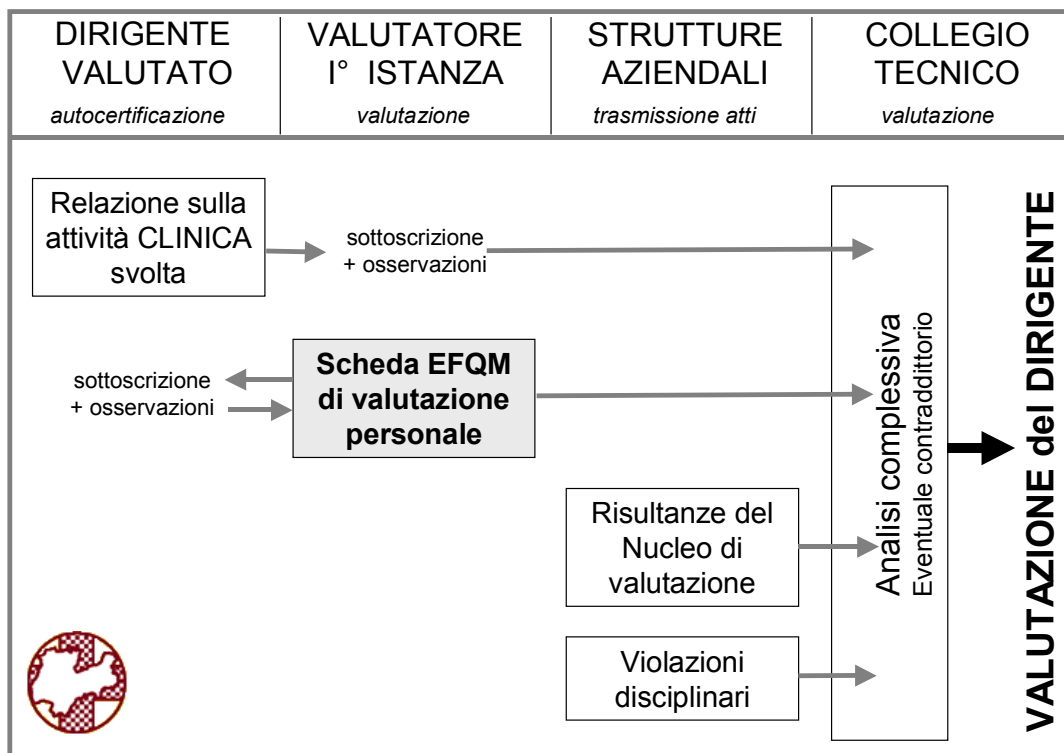 DIRIGENTE
VALUTATO
autocertificazione
VALUTATORE
I° ISTANZA
valutazione
STRUTTURE
AZIENDALI
trasmissione atti
COLLEGIO
TECNICO
valutazione
Relazione sulla
attività CLINICA
svolta
sottoscrizione
+ osservazioni
sottoscrizione
+ osservazioni
Scheda EFQM
di valutazione
personale
Risultanze del
Nucleo di
valutazione
Violazioni
disciplinari
Analisi complessiva
Eventuale contraddittorio
VALUTAZIONE del DIRIGENTE